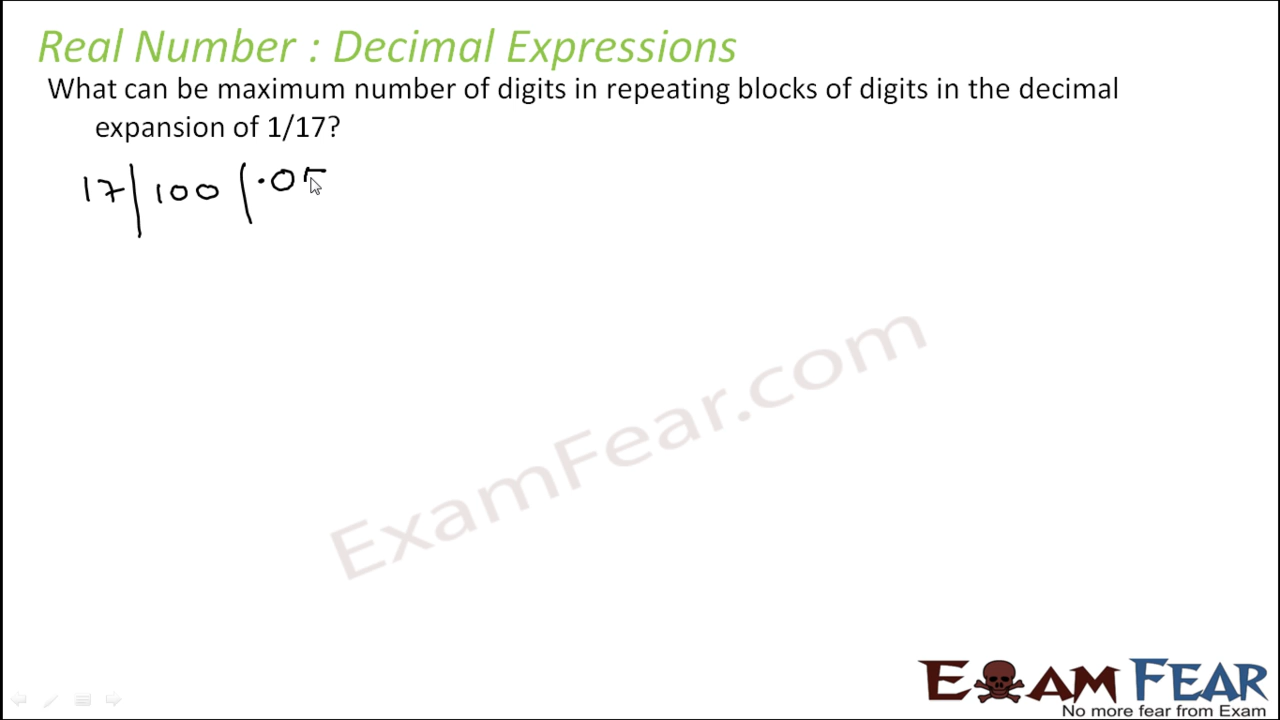 Real Number : Decimal Expressions
What can be maximum number of digits in repeating blocks of digits in the decimal
expansion of 1/17?
17 | 100 ( .05
ExamFear.com
EXAM FEAR
No more fear from Exam